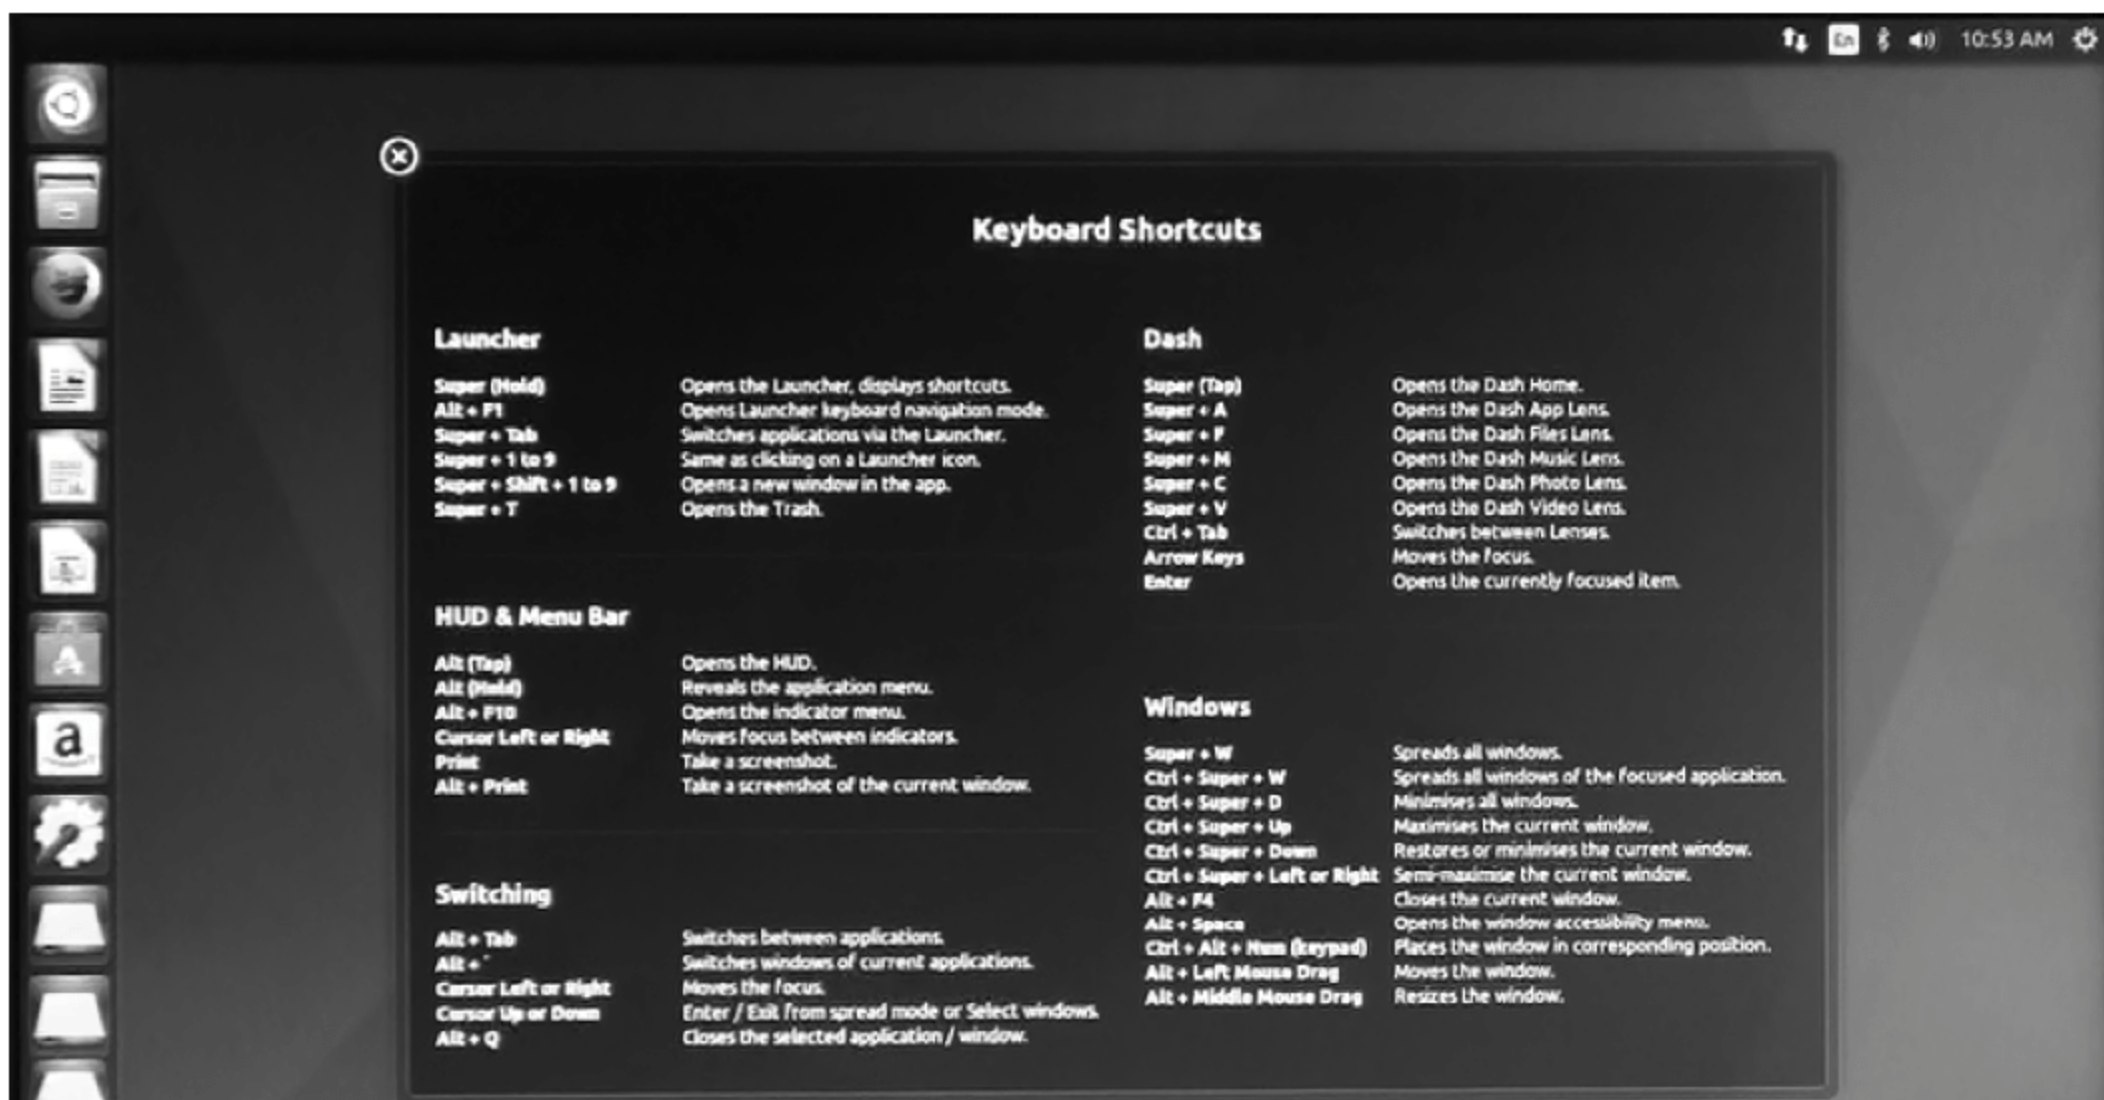 En 10:53 AM
Keyboard Shortcuts
Launcher
Super (Hold) Opens the Launcher, displays shortcuts.
Alt + F1 Opens Launcher keyboard navigation mode.
Super + Tab Switches applications via the Launcher.
Super + 1 to 9 Same as clicking on a Launcher icon.
Super + Shift + 1 to 9 Opens a new window in the app.
Super + T Opens the Trash.
HUD & Menu Bar
Alt (Tap) Opens the HUD.
Alt (Hold) Reveals the application menu.
Alt + F10 Opens the indicator menu.
Cursor Left or Right Moves focus between indicators.
Print Take a screenshot.
Alt + Print Take a screenshot of the current window.
Switching
Alt + Tab Switches between applications.
Alt + ` Switches windows of current applications.
Cursor Left or Right Moves the focus.
Cursor Up or Down Enter / Exit from spread mode or Select windows.
Alt + Q Closes the selected application / window.
Dash
Super (Tap) Opens the Dash Home.
Super + A Opens the Dash App Lens.
Super + F Opens the Dash Files Lens.
Super + M Opens the Dash Music Lens.
Super + C Opens the Dash Photo Lens.
Super + V Opens the Dash Video Lens.
Ctrl + Tab Switches between Lenses.
Arrow Keys Moves the focus.
Enter Opens the currently focused item.
Windows
Super + W Spreads all windows.
Ctrl + Super + W Spreads all windows of the focused application.
Ctrl + Super + D Minimises all windows.
Ctrl + Super + Up Maximises the current window.
Ctrl + Super + Down Restores or minimises the current window.
Ctrl + Super + Left or Right Semi-maximise the current window.
Alt + F4 Closes the current window.
Alt + Space Opens the window accessibility menu.
Ctrl + Alt + Num (keypad) Places the window in corresponding position.
Alt + Left Mouse Drag Moves the window.
Alt + Middle Mouse Drag Resizes the window.
a